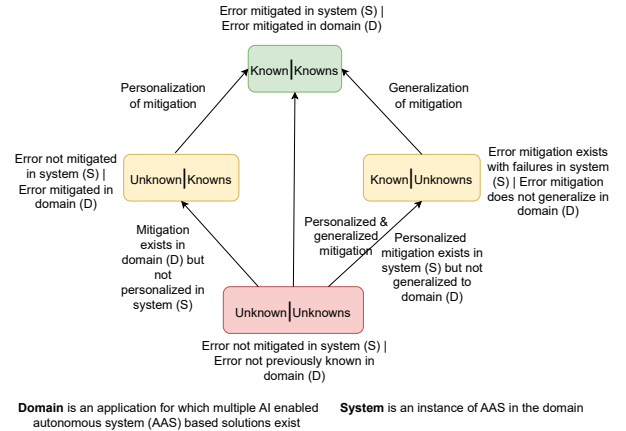 Error mitigated in system (S) |
Error mitigated in domain (D)
Known|Knowns
Personalization
of mitigation
Generalization
of mitigation
Error not mitigated
in system (S) |
Error mitigated in
domain (D)
Unknown|Knowns
Known|Unknowns
Error mitigation exists
with failures in system
(S) | Error mitigation
does not generalize in
domain (D)
Mitigation
exists in
domain (D) but
not
personalized in
system (S)
Personalized &
generalized
mitigation
Personalized
mitigation exists in
system (S) but not
generalized to
domain (D)
Unknown|Unknowns
Error not mitigated in system (S) |
Error not previously known in
domain (D)
Domain is an application for which multiple AI enabled
autonomous system (AAS) based solutions exist
System is an instance of AAS in the domain